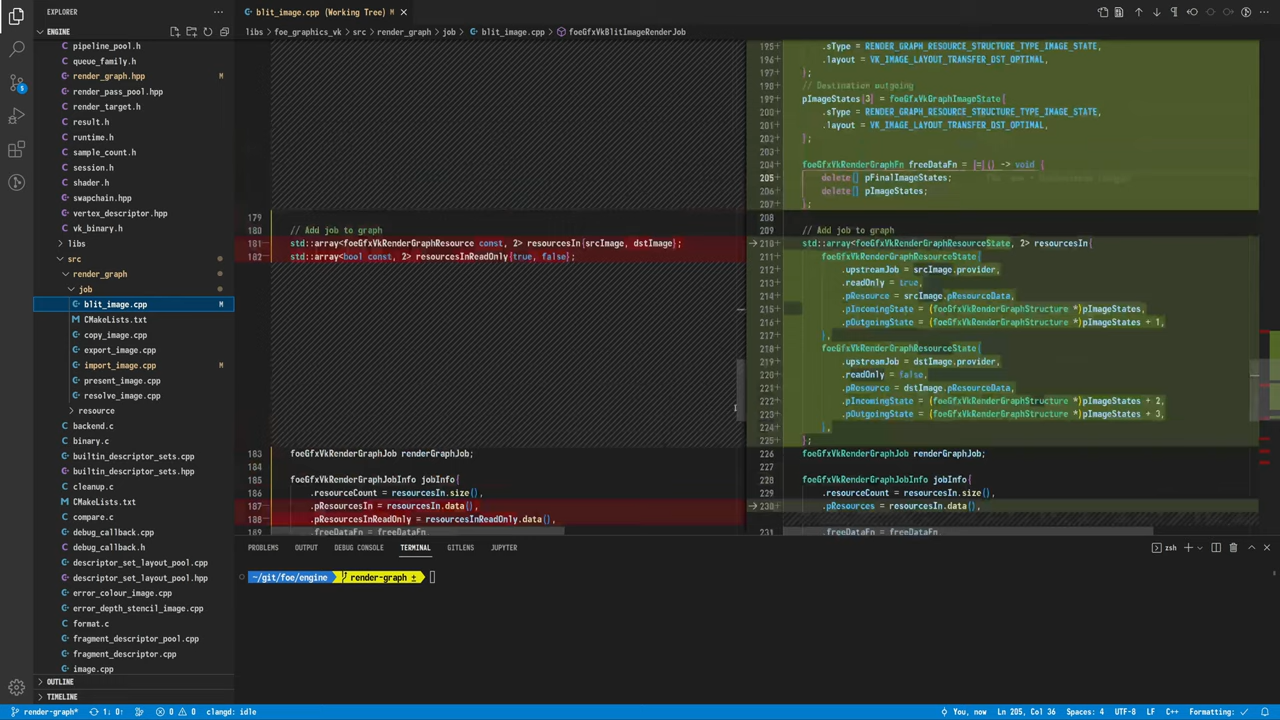 EXPLORER
ENGINE
pipeline_pool.h
queue_family.h
render_graph.hpp M
render_pass_pool.hpp
render_target.h
result.h
runtime.h
sample_count.h
session.h
shader.h
swapchain.hpp
vertex_descriptor.hpp
vk_binary.h
libs
src
render_graph
job
blit_image.cpp M
CMakeLists.txt
copy_image.cpp
export_image.cpp
import_image.cpp M
present_image.cpp
resolve_image.cpp
resource
backend.c
binary.c
builtin_descriptor_sets.cpp
builtin_descriptor_sets.hpp
cleanup.c
CMakeLists.txt
compare.c
debug_callback.cpp
debug_callback.h
descriptor_set_layout_pool.cpp
descriptor_set_layout_pool.hpp
error_colour_image.cpp
error_depth_stencil_image.cpp
format.c
fragment_descriptor_pool.cpp
fragment_descriptor.cpp
image.cpp
OUTLINE
TIMELINE
blit_image.cpp (Working Tree) M
libs > foe_graphics_vk > src > render_graph > job > blit_image.cpp > foeGfxVkBlitImageRenderJob
179
180 // Add job to graph
181 std::array<foeGfxVkRenderGraphResource const, 2> resourcesIn{srcImage, dstImage};
182 std::array<bool const, 2> resourcesInReadOnly{true, false};
183 foeGfxVkRenderGraphJob renderGraphJob;
184
185 foeGfxVkRenderGraphJobInfo jobInfo{
186 .resourceCount = resourcesIn.size(),
187 .pResourcesIn = resourcesIn.data(),
188 .pResourcesInReadOnly = resourcesInReadOnly.data(),
189 .freeDataFn = freeDataFn,
195+ .sType = RENDER_GRAPH_RESOURCE_STRUCTURE_TYPE_IMAGE_STATE,
196+ .layout = VK_IMAGE_LAYOUT_TRANSFER_DST_OPTIMAL,
197+ };
198+ // Destination outgoing
199+ pImageStates[3] = foeGfxVkGraphImageState{
200+ .sType = RENDER_GRAPH_RESOURCE_STRUCTURE_TYPE_IMAGE_STATE,
201+ .layout = VK_IMAGE_LAYOUT_TRANSFER_DST_OPTIMAL,
202+ };
203+
204+ foeGfxVkRenderGraphFn freeDataFn = [=]() -> void {
205+ delete[] pFinalImageStates;
206+ delete[] pImageStates;
207+ };
208
209 // Add job to graph
210+ std::array<foeGfxVkRenderGraphResourceState, 2> resourcesIn{
211+ foeGfxVkRenderGraphResourceState{
212+ .upstreamJob = srcImage.provider,
213+ .readOnly = true,
214+ .pResource = srcImage.pResourceData,
215+ .pIncomingState = (foeGfxVkRenderGraphStructure *)pImageStates,
216+ .pOutgoingState = (foeGfxVkRenderGraphStructure *)pImageStates + 1,
217+ },
218+ foeGfxVkRenderGraphResourceState{
219+ .upstreamJob = dstImage.provider,
220+ .readOnly = false,
221+ .pResource = dstImage.pResourceData,
222+ .pIncomingState = (foeGfxVkRenderGraphStructure *)pImageStates + 2,
223+ .pOutgoingState = (foeGfxVkRenderGraphStructure *)pImageStates + 3,
224+ },
225+ };
226 foeGfxVkRenderGraphJob renderGraphJob;
227
228 foeGfxVkRenderGraphJobInfo jobInfo{
229 .resourceCount = resourcesIn.size(),
230+ .pResources = resourcesIn.data(),
231 .freeDataFn = freeDataFn,
PROBLEMS OUTPUT DEBUG CONSOLE TERMINAL GITLENS JUPYTER
zsh
~/git/foe/engine render-graph ±
render-graph* 1↓ 0↑ 0 0 clangd: idle
You, now Ln 205, Col 36 Spaces: 4 UTF-8 LF C++ Formatting: ✓